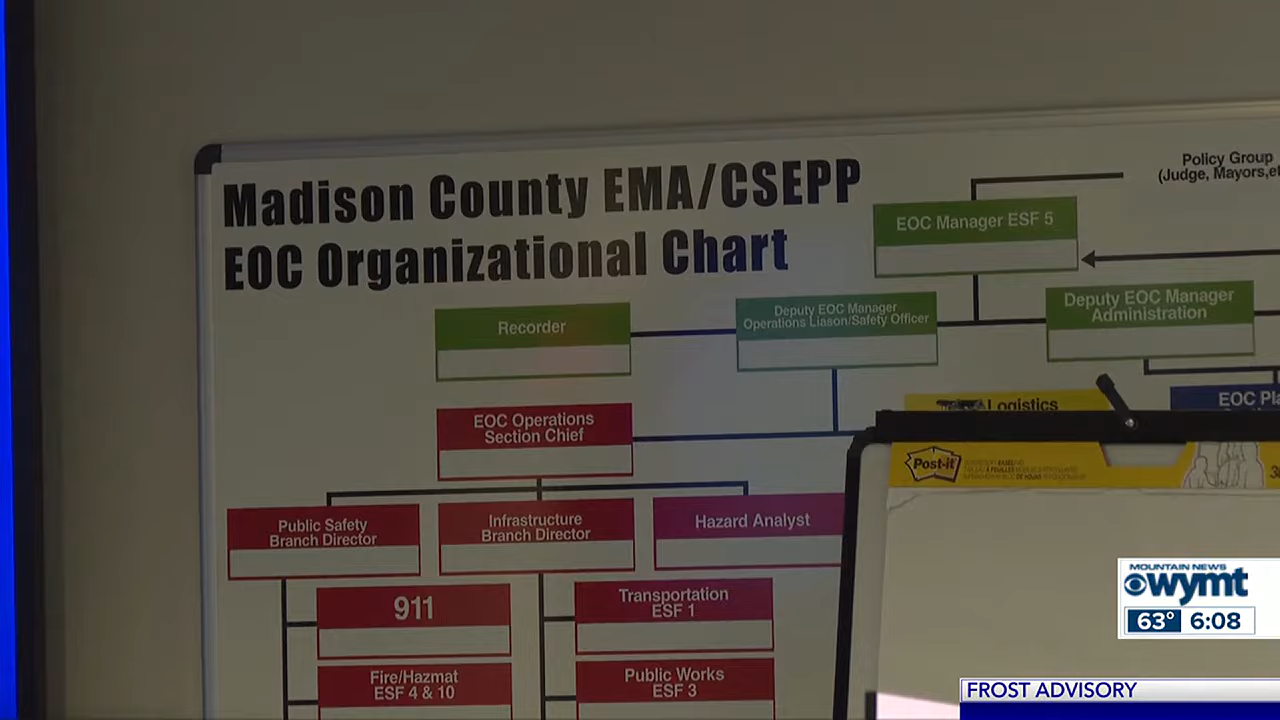 Madison County EMA/CSEPP
EOC Organizational Chart
Policy Group
(Judge, Mayors,
EOC Manager ESF 5
Deputy EOC Manager
Operations Liason/Safety Officer
Deputy EOC Manager
Administration
Recorder
EOC Operations
Section Chief
Logistics
EOC
Public Safety
Branch Director
Infrastructure
Branch Director
Hazard Analyst
911
Transportation
ESF 1
Fire/Hazmat
ESF 4 & 10
Public Works
ESF 3
Post-it
MOUNTAIN NEWS
wymt
63° 6:08
FROST ADVISORY